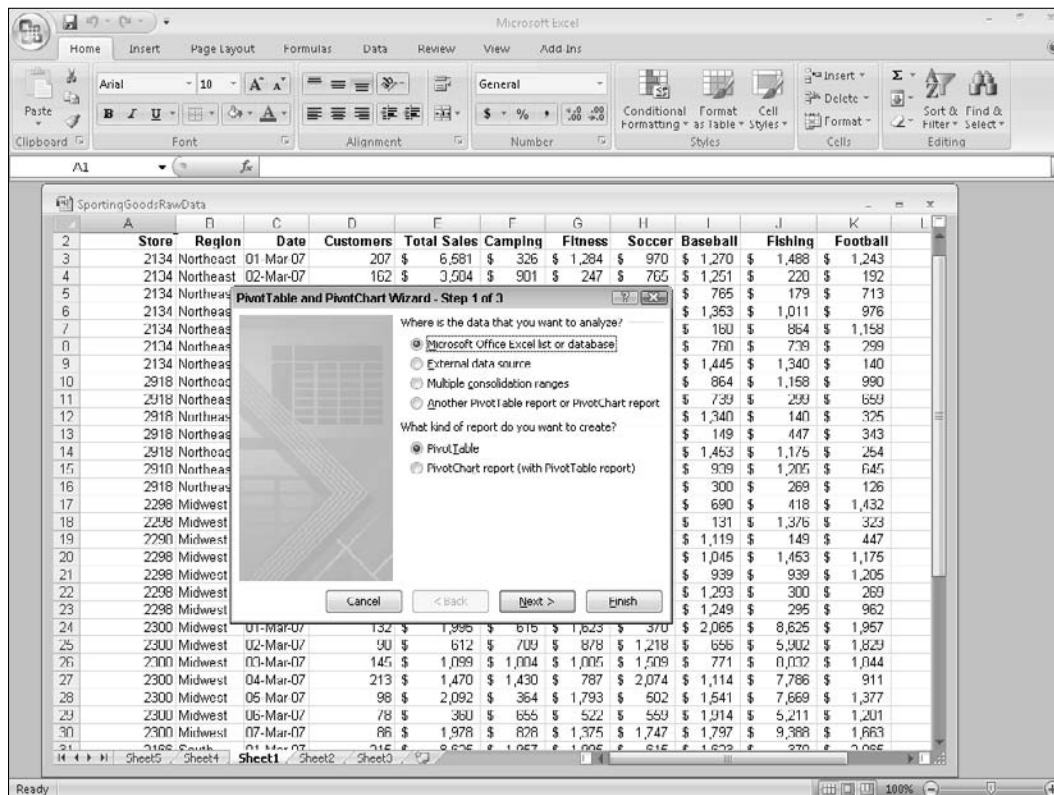 Microsoft Excel
Home Insert Page Layout Formulas Data Review View Add Ins
Paste Arial 10 A A General Conditional Formatting Format as Table Cell Styles Insert Delete Format Σ Sort & Filter Find & Select
B I U A $ % ,
Clipboard Font Alignment Number Styles Cells Editing
A1 fx
SportingGoodsRawData
A B C D E F G H I J K L
2 Store Region Date Customers Total Sales Camping Fitness Soccer Baseball Fishing Football
3 2134 Northeast 01-Mar-07 207 $ 6,581 $ 326 $ 1,284 $ 970 $ 1,270 $ 1,488 $ 1,243
4 2134 Northeast 02-Mar-07 162 $ 3,504 $ 901 $ 247 $ 765 $ 1,251 $ 220 $ 192
5 2134 Northeas $ 765 $ 179 $ 713
6 2134 Northeas $ 1,353 $ 1,011 $ 976
7 2134 Northeas $ 160 $ 864 $ 1,158
8 2134 Northeas $ 760 $ 739 $ 299
9 2134 Northeas $ 1,445 $ 1,340 $ 140
10 2918 Northeas $ 864 $ 1,158 $ 990
11 2918 Northeas $ 739 $ 299 $ 659
12 2918 Northeas $ 1,340 $ 140 $ 325
13 2918 Northeas $ 149 $ 447 $ 343
14 2918 Northeas $ 1,453 $ 1,175 $ 254
15 2918 Northeas $ 939 $ 1,205 $ 645
16 2918 Northeas $ 300 $ 269 $ 126
17 2298 Midwest $ 690 $ 418 $ 1,432
18 2298 Midwest $ 131 $ 1,376 $ 323
19 2298 Midwest $ 1,119 $ 149 $ 447
20 2298 Midwest $ 1,045 $ 1,453 $ 1,175
21 2298 Midwest $ 939 $ 939 $ 1,205
22 2298 Midwest $ 1,293 $ 300 $ 269
23 2298 Midwest $ 1,249 $ 295 $ 962
24 2300 Midwest 01-Mar-07 132 $ 1,995 $ 615 $ 1,623 $ 370 $ 2,065 $ 8,625 $ 1,957
25 2300 Midwest 02-Mar-07 90 $ 612 $ 709 $ 878 $ 1,218 $ 656 $ 5,902 $ 1,829
26 2300 Midwest 03-Mar-07 145 $ 1,099 $ 1,004 $ 1,005 $ 1,509 $ 771 $ 8,032 $ 1,044
27 2300 Midwest 04-Mar-07 213 $ 1,470 $ 1,430 $ 787 $ 2,074 $ 1,114 $ 7,786 $ 911
28 2300 Midwest 05-Mar-07 98 $ 2,092 $ 364 $ 1,793 $ 502 $ 1,541 $ 7,669 $ 1,377
29 2300 Midwest 06-Mar-07 78 $ 360 $ 655 $ 522 $ 559 $ 1,914 $ 5,211 $ 1,201
30 2300 Midwest 07-Mar-07 86 $ 1,978 $ 828 $ 1,375 $ 1,747 $ 1,797 $ 9,388 $ 1,663
PivotTable and PivotChart Wizard - Step 1 of 3
Where is the data that you want to analyze?
Microsoft Office Excel list or database
External data source
Multiple consolidation ranges
Another PivotTable report or PivotChart report
What kind of report do you want to create?
PivotTable
PivotChart report (with PivotTable report)
Cancel < Back Next > Finish
Sheet5 Sheet4 Sheet1 Sheet2 Sheet3
Ready 100%